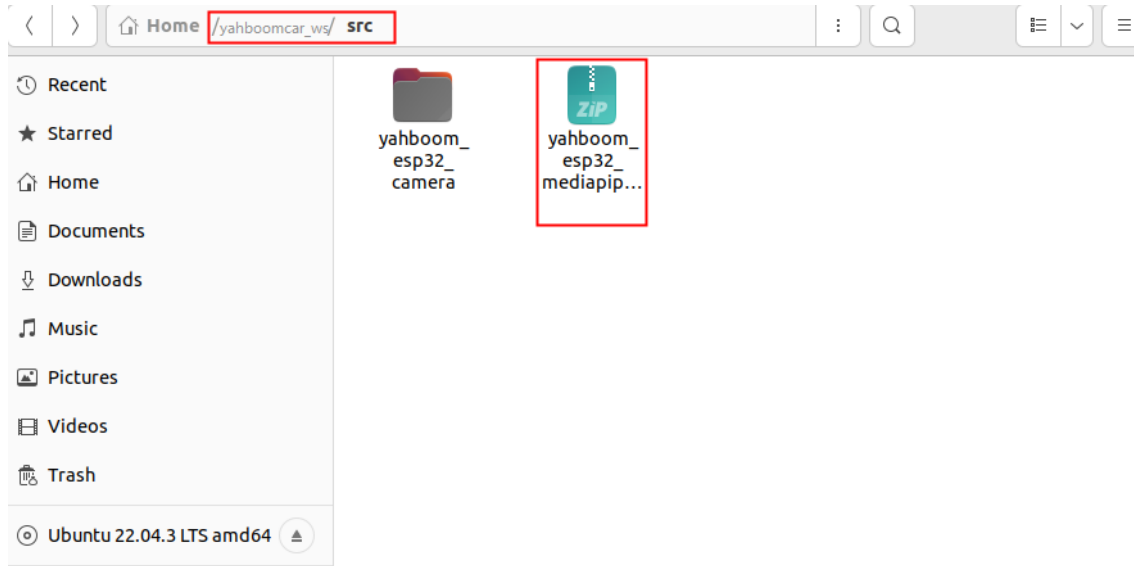 Home /yahboomcar_ws/ src
Recent
Starred
Home
Documents
Downloads
Music
Pictures
Videos
Trash
Ubuntu 22.04.3 LTS amd64
yahboom_
esp32_
camera
ZiP
yahboom_
esp32_
mediapip...